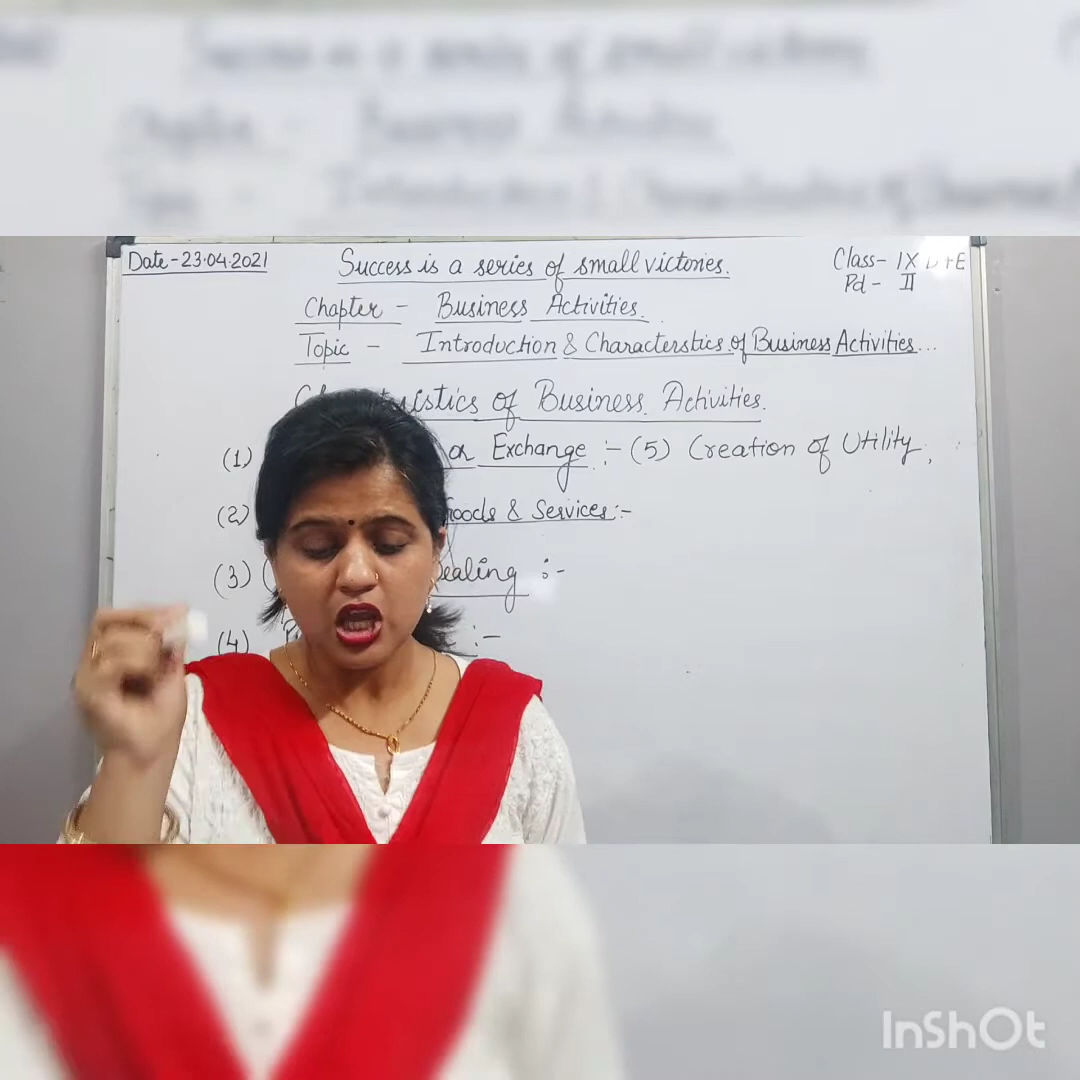 Date-23.04.2021
Success is a series of small victories.
Class- IX
Pd- II
Chapter - Business Activities.
Topic - Introduction & Characterstics of Business Activities...
of Business Activities.
(1) Exchange :- (5) Creation of Utility,
(2) Goods & Services :-
(3) Dealing :-
(4) :-
InShOt